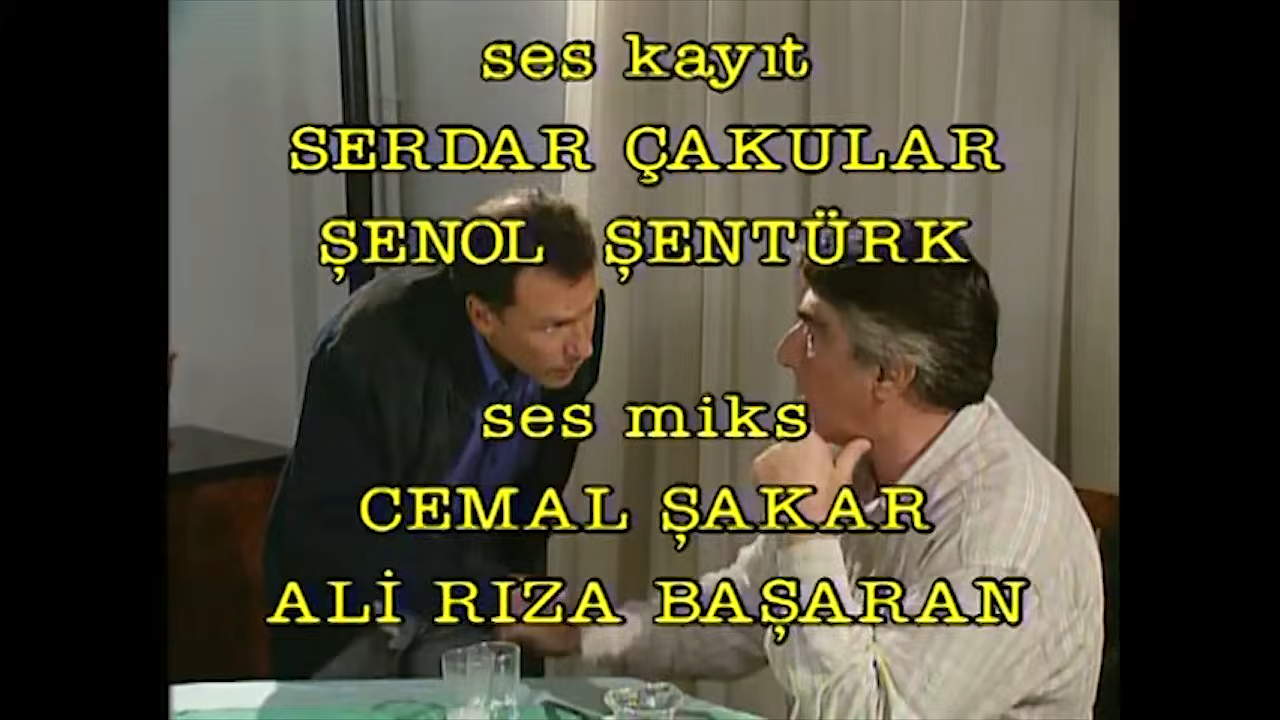 ses kayıt
SERDAR ÇAKULAR
ŞENOL ŞENTÜRK
ses miks
CEMAL ŞAKAR
ALİ RIZA BAŞARAN